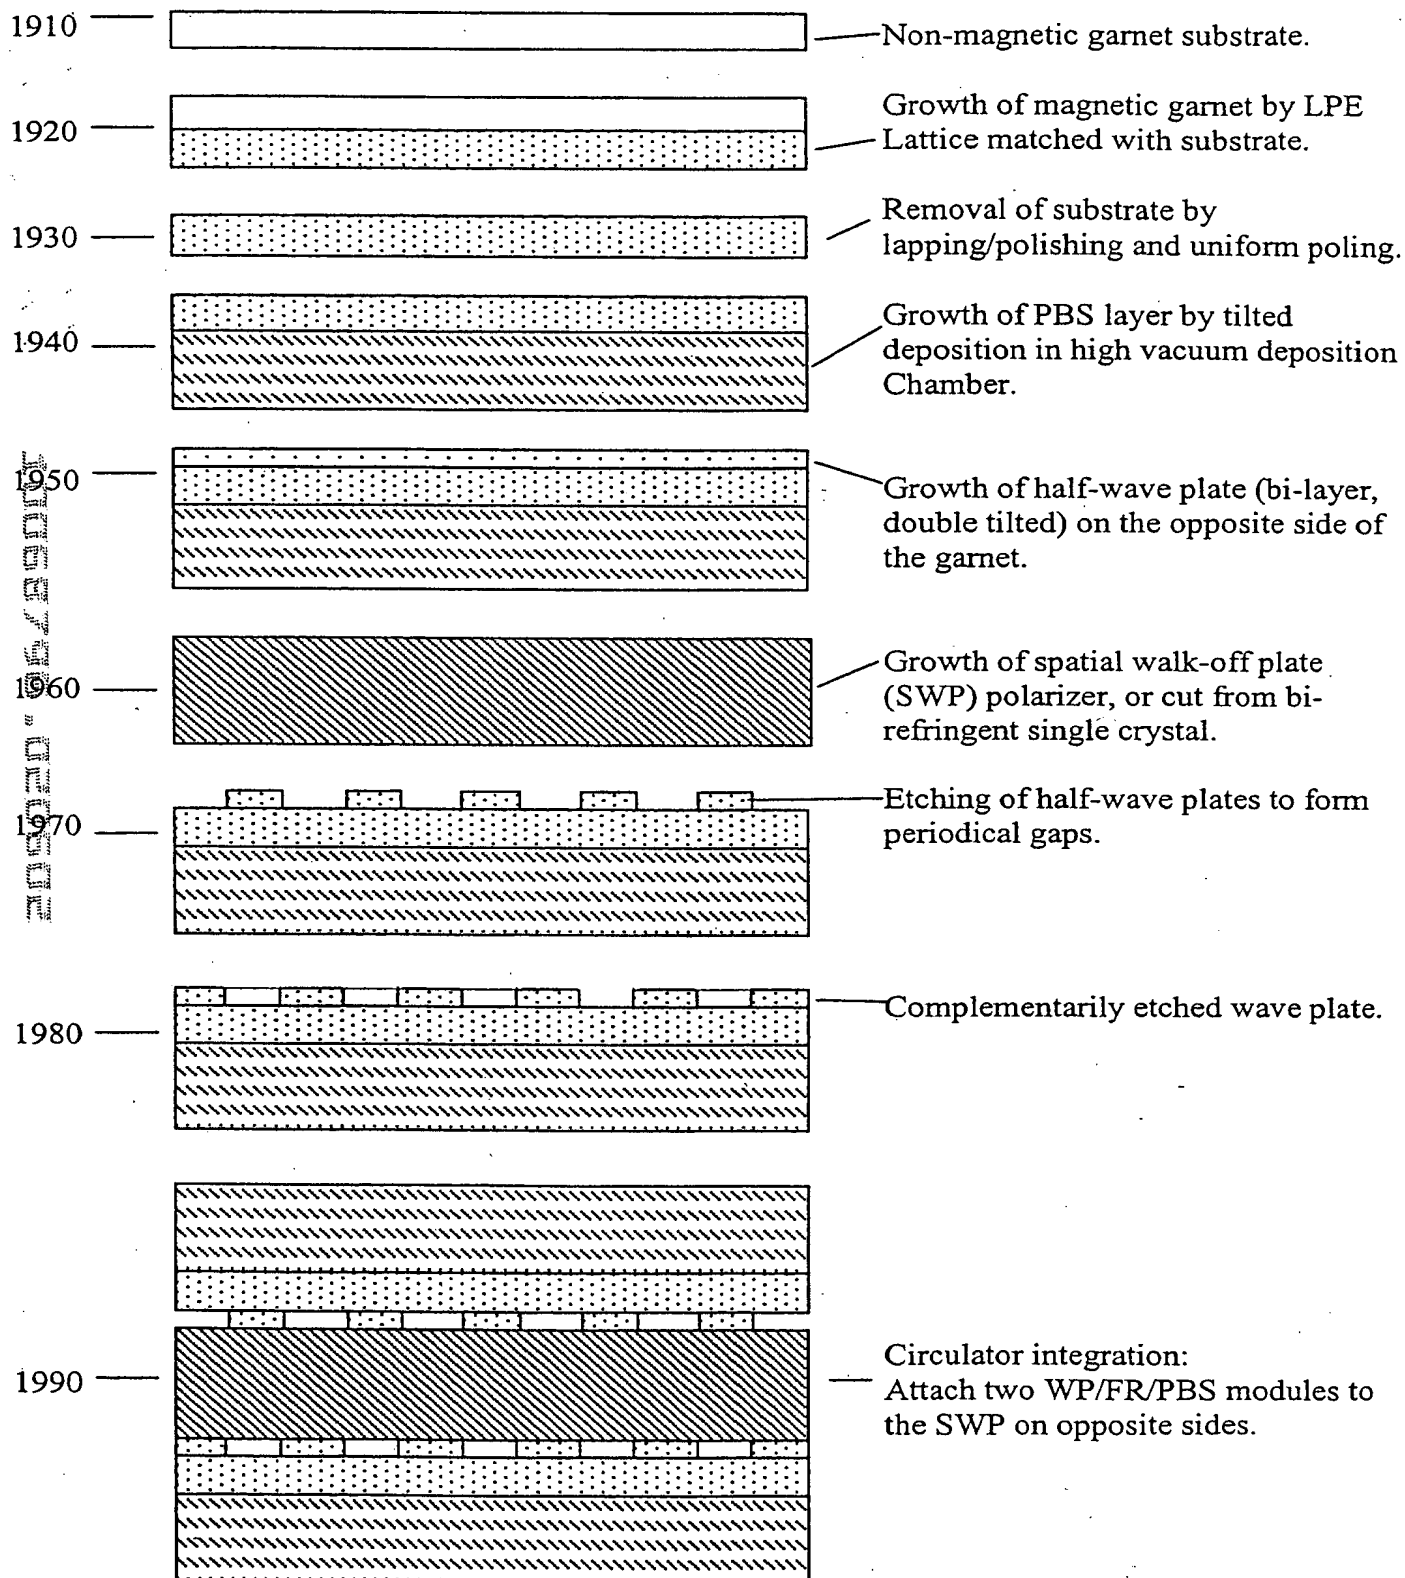 1910
Non-magnetic garnet substrate.
1920
Growth of magnetic garnet by LPE
Lattice matched with substrate.
1930
Removal of substrate by
lapping/polishing and uniform poling.
1940
Growth of PBS layer by tilted
deposition in high vacuum deposition
Chamber.
1950
Growth of half-wave plate (bi-layer,
double tilted) on the opposite side of
the garnet.
1960
Growth of spatial walk-off plate
(SWP) polarizer, or cut from bi-
refringent single crystal.
1970
Etching of half-wave plates to form
periodical gaps.
1980
Complementarily etched wave plate.
1990
Circulator integration:
Attach two WP/FR/PBS modules to
the SWP on opposite sides.